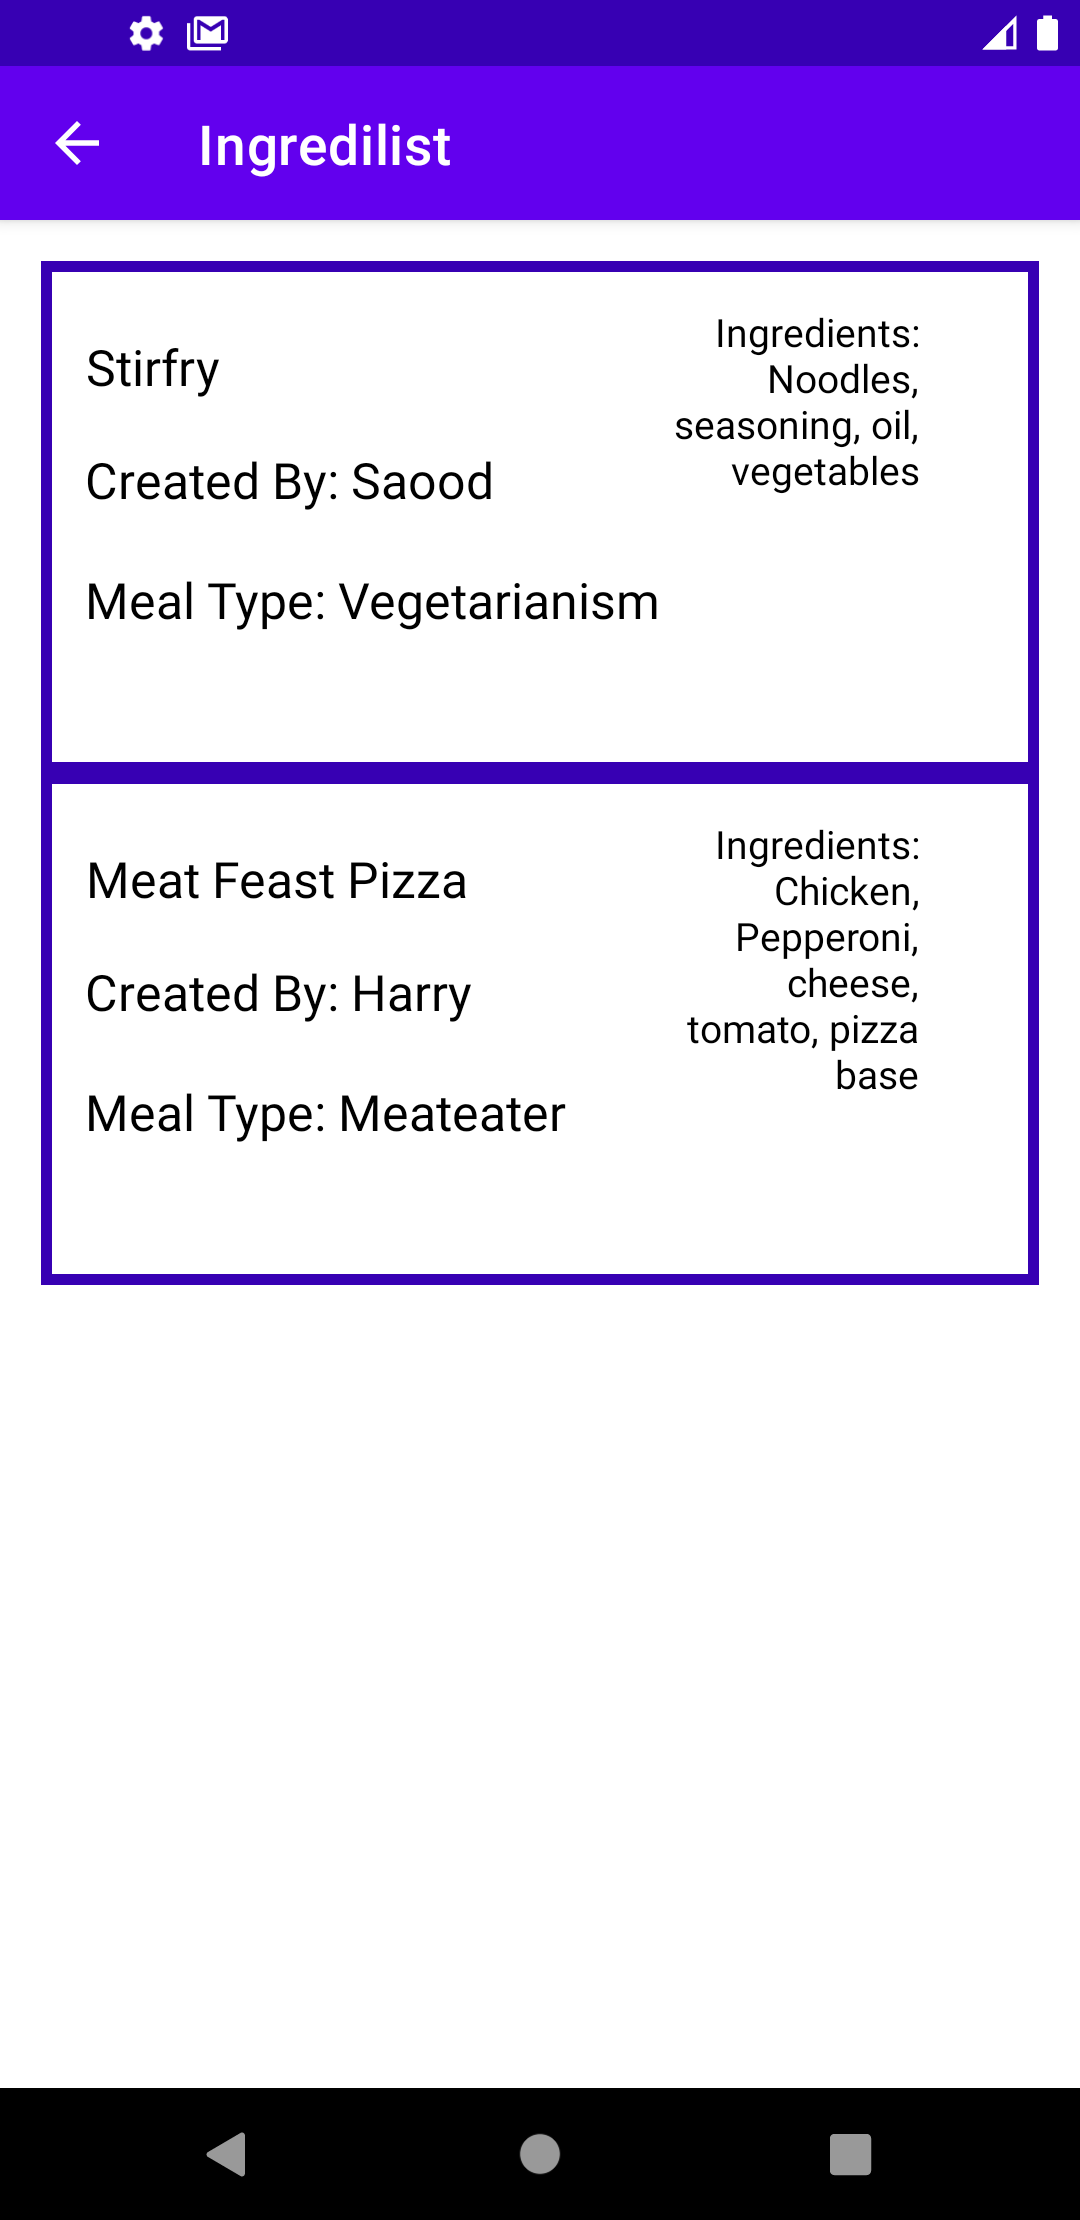 Ingredilist
Stirfry
Created By: Saood
Meal Type: Vegetarianism
Ingredients:
Noodles,
seasoning, oil,
vegetables
Meat Feast Pizza
Created By: Harry
Meal Type: Meateater
Ingredients:
Chicken,
Pepperoni,
cheese,
tomato, pizza
base